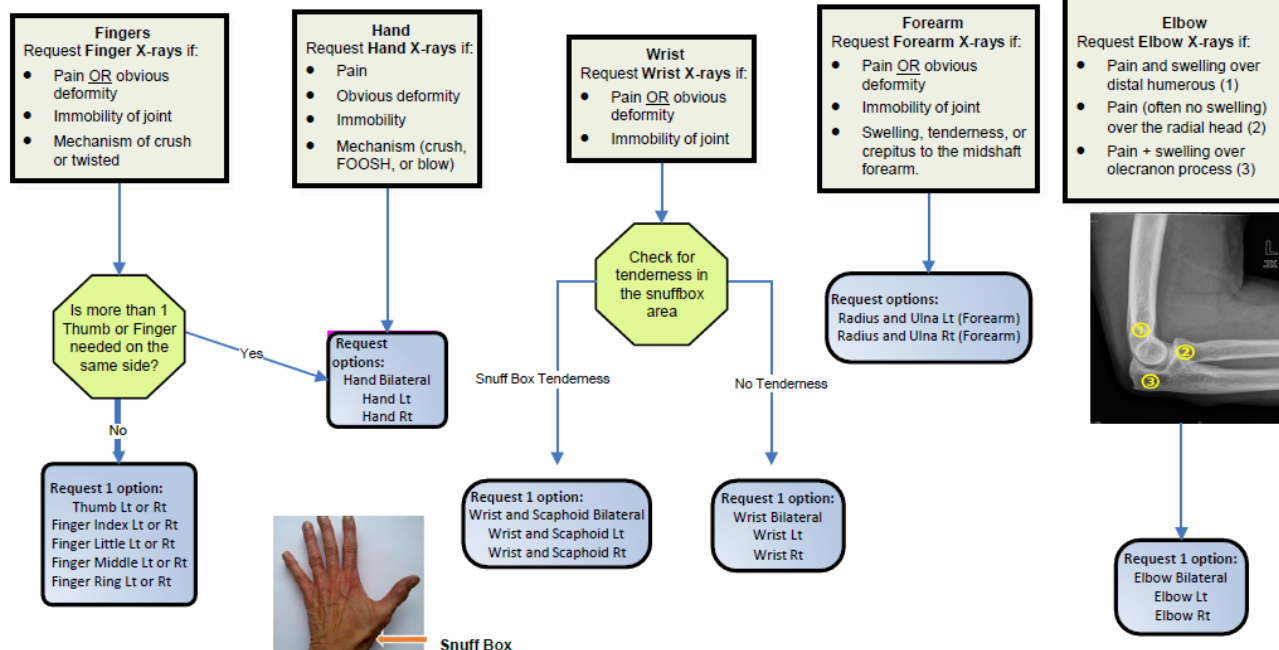 Fingers
Request Finger X-rays if:
● Pain OR obvious
deformity
● Immobility of joint
● Mechanism of crush
or twisted
Hand
Request Hand X-rays if:
● Pain
● Obvious deformity
● Immobility
● Mechanism (crush,
FOOSH, or blow)
Wrist
Request Wrist X-rays if:
● Pain OR obvious
deformity
● Immobility of joint
Forearm
Request Forearm X-rays if:
● Pain OR obvious
deformity
● Immobility of joint
● Swelling, tenderness, or
crepitus to the midshaft
forearm.
Elbow
Request Elbow X-rays if:
● Pain and swelling over
distal humerous (1)
● Pain (often no swelling)
over the radial head (2)
● Pain + swelling over
olecranon process (3)
Is more than 1
Thumb or Finger
needed on the
same side?
Yes
No
Request
options:
Hand Bilateral
Hand Lt
Hand Rt
Request 1 option:
Thumb Lt or Rt
Finger Index Lt or Rt
Finger Little Lt or Rt
Finger Middle Lt or Rt
Finger Ring Lt or Rt
Snuff Box
Check for
tenderness in
the snuffbox
area
Snuff Box Tenderness
No Tenderness
Request 1 option:
Wrist and Scaphoid Bilateral
Wrist and Scaphoid Lt
Wrist and Scaphoid Rt
Request 1 option:
Wrist Bilateral
Wrist Lt
Wrist Rt
Request options:
Radius and Ulna Lt (Forearm)
Radius and Ulna Rt (Forearm)
L
①
②
③
Request 1 option:
Elbow Bilateral
Elbow Lt
Elbow Rt